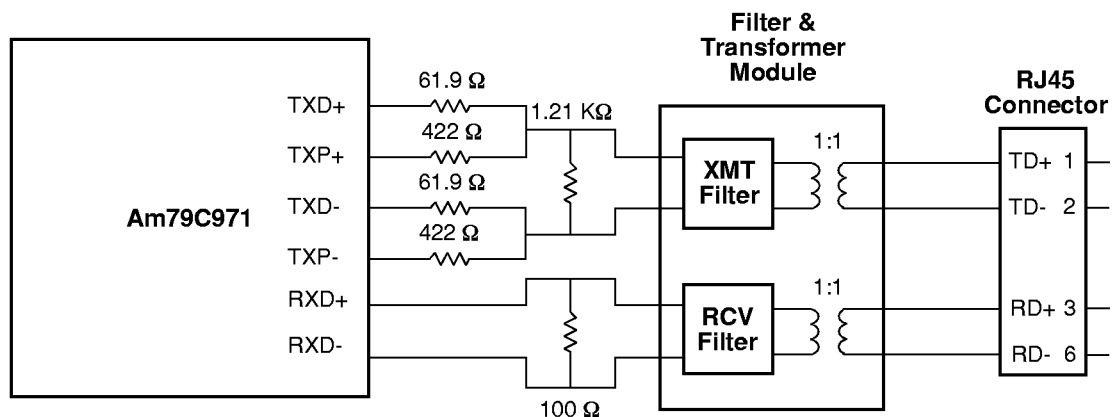 Filter &
Transformer
Module
RJ45
Connector
Am79C971
TXD+
TXP+
TXD-
TXP-
RXD+
RXD-
61.9 Ω
422 Ω
61.9 Ω
422 Ω
1.21 KΩ
100 Ω
XMT
Filter
1:1
RCV
Filter
1:1
TD+ 1
TD- 2
RD+ 3
RD- 6